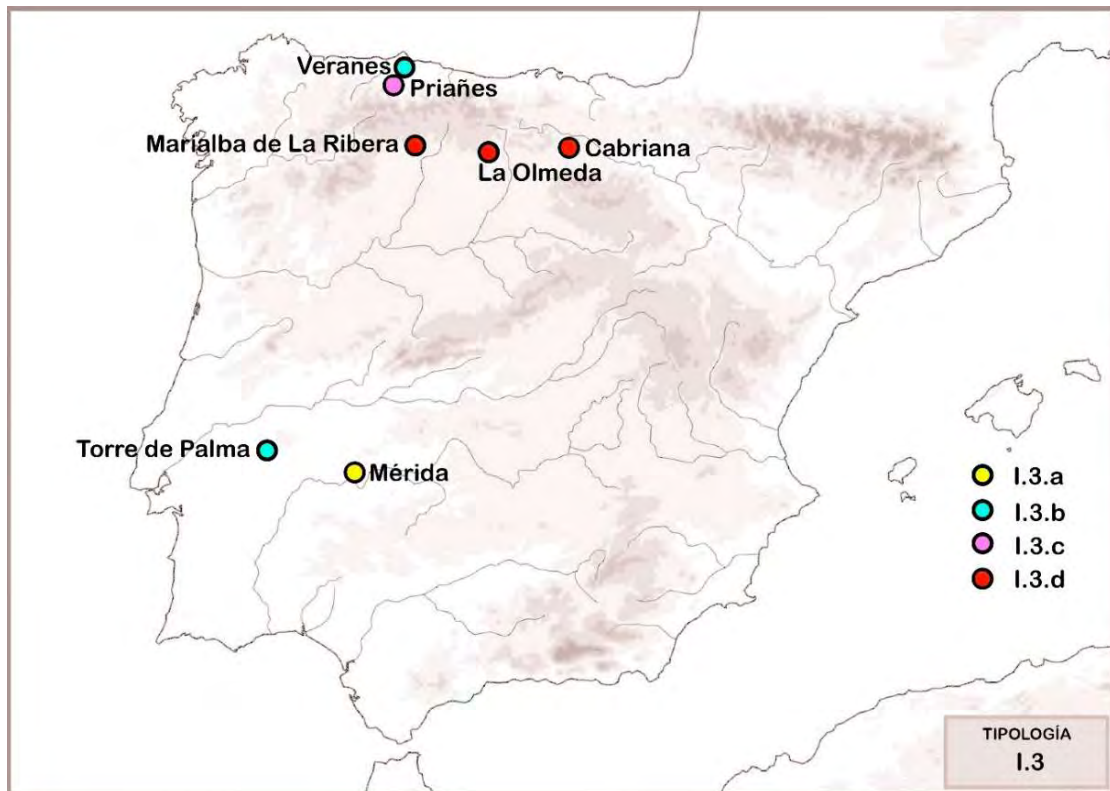 Veranes
Priañes
Marialba de La Ribera
Cabriana
La Olmeda
Torre de Palma
Mérida
I.3.a
I.3.b
I.3.c
I.3.d
TIPOLOGÍA
I.3